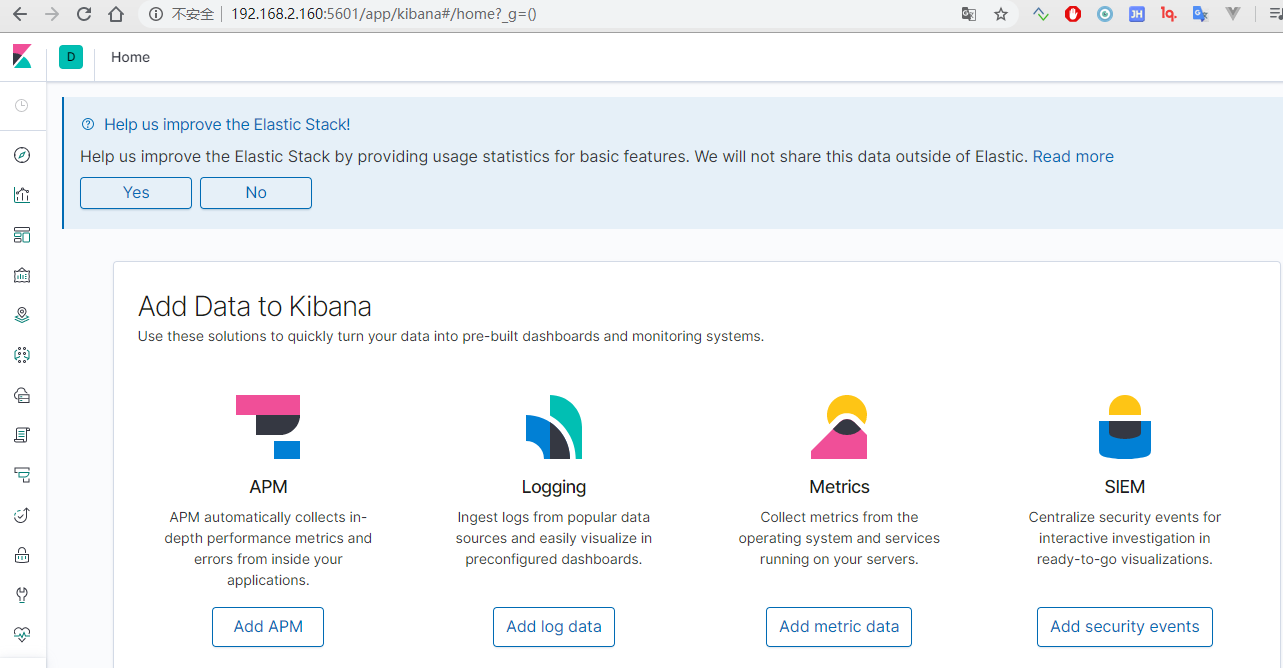 不安全 192.168.2.160:5601/app/kibana#/home?_g=()
JH
1q.
D Home
Help us improve the Elastic Stack!
Help us improve the Elastic Stack by providing usage statistics for basic features. We will not share this data outside of Elastic. Read more
Yes No
Add Data to Kibana
Use these solutions to quickly turn your data into pre-built dashboards and monitoring systems.
APM
APM automatically collects in-
depth performance metrics and
errors from inside your
applications.
Add APM
Logging
Ingest logs from popular data
sources and easily visualize in
preconfigured dashboards.
Add log data
Metrics
Collect metrics from the
operating system and services
running on your servers.
Add metric data
SIEM
Centralize security events for
interactive investigation in
ready-to-go visualizations.
Add security events